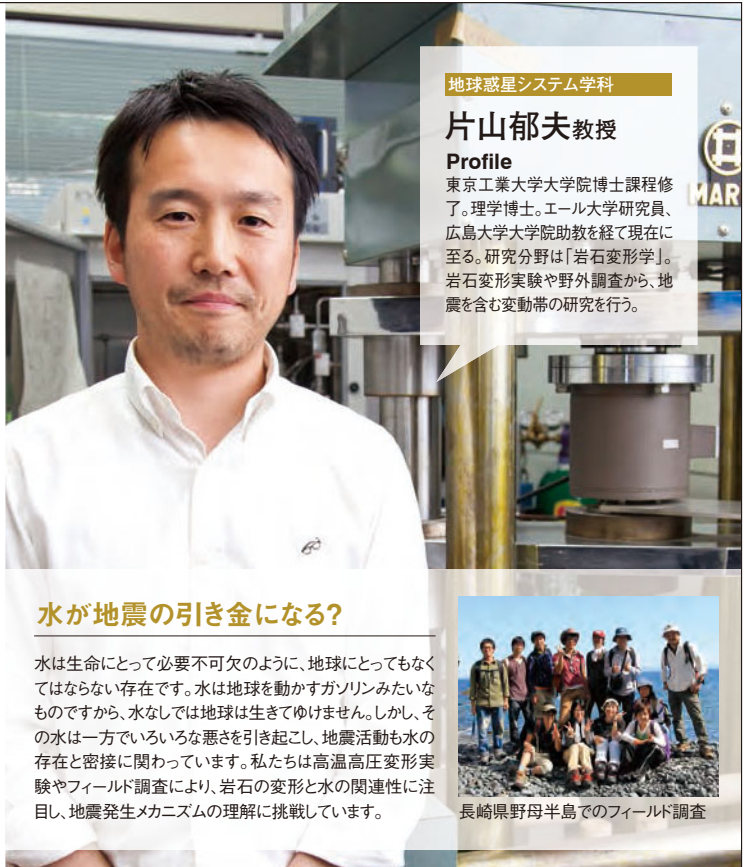 地球惑星システム学科
片山郁夫教授
Profile
東京工業大学大学院博士課程修
了。理学博士。エール大学研究員、
広島大学大学院助教を経て現在に
至る。研究分野は「岩石変形学」。
岩石変形実験や野外調査から、地
震を含む変動帯の研究を行う。
MAR
水が地震の引き金になる?
水は生命にとって必要不可欠のように、地球にとってもなく
てはならない存在です。水は地球を動かすガソリンみたいな
ものですから、水なしでは地球は生きてゆけません。しかし、そ
の水は一方でいろいろな悪さを引き起こし、地震活動も水の
存在と密接に関わっています。私たちは高温高圧変形実
験やフィールド調査により、岩石の変形と水の関連性に注
目し、地震発生メカニズムの理解に挑戦しています。
長崎県野母半島でのフィールド調査